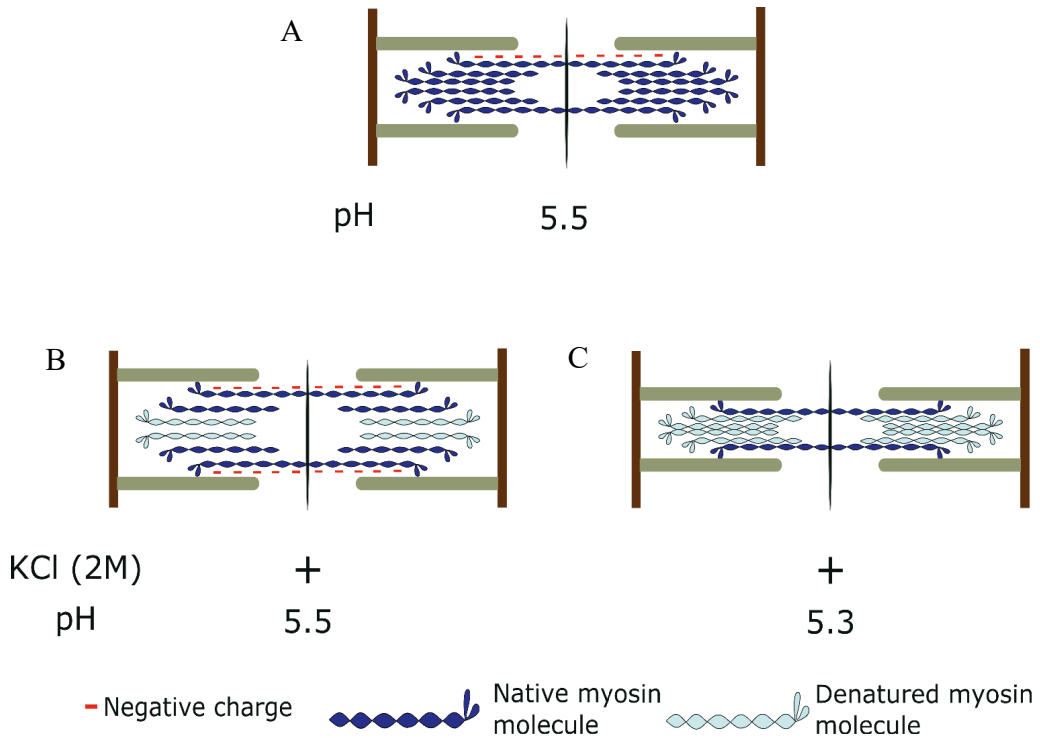 A
pH 5.5
B
C
KCl (2M) + +
pH 5.5 5.3
Negative charge
Native myosin
molecule
Denatured myosin
molecule